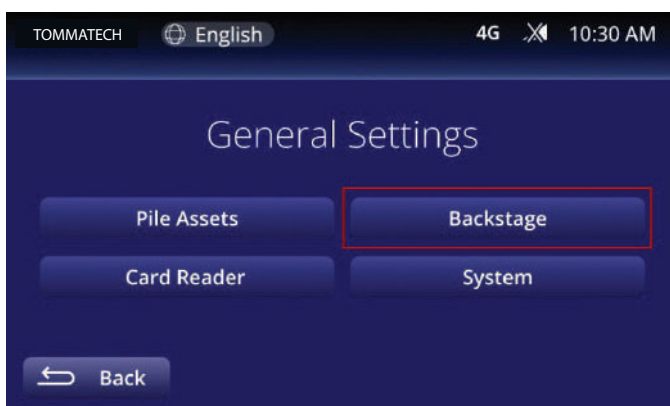 TOMMATECH English 4G 10:30 AM
General Settings
Pile Assets Backstage
Card Reader System
Back